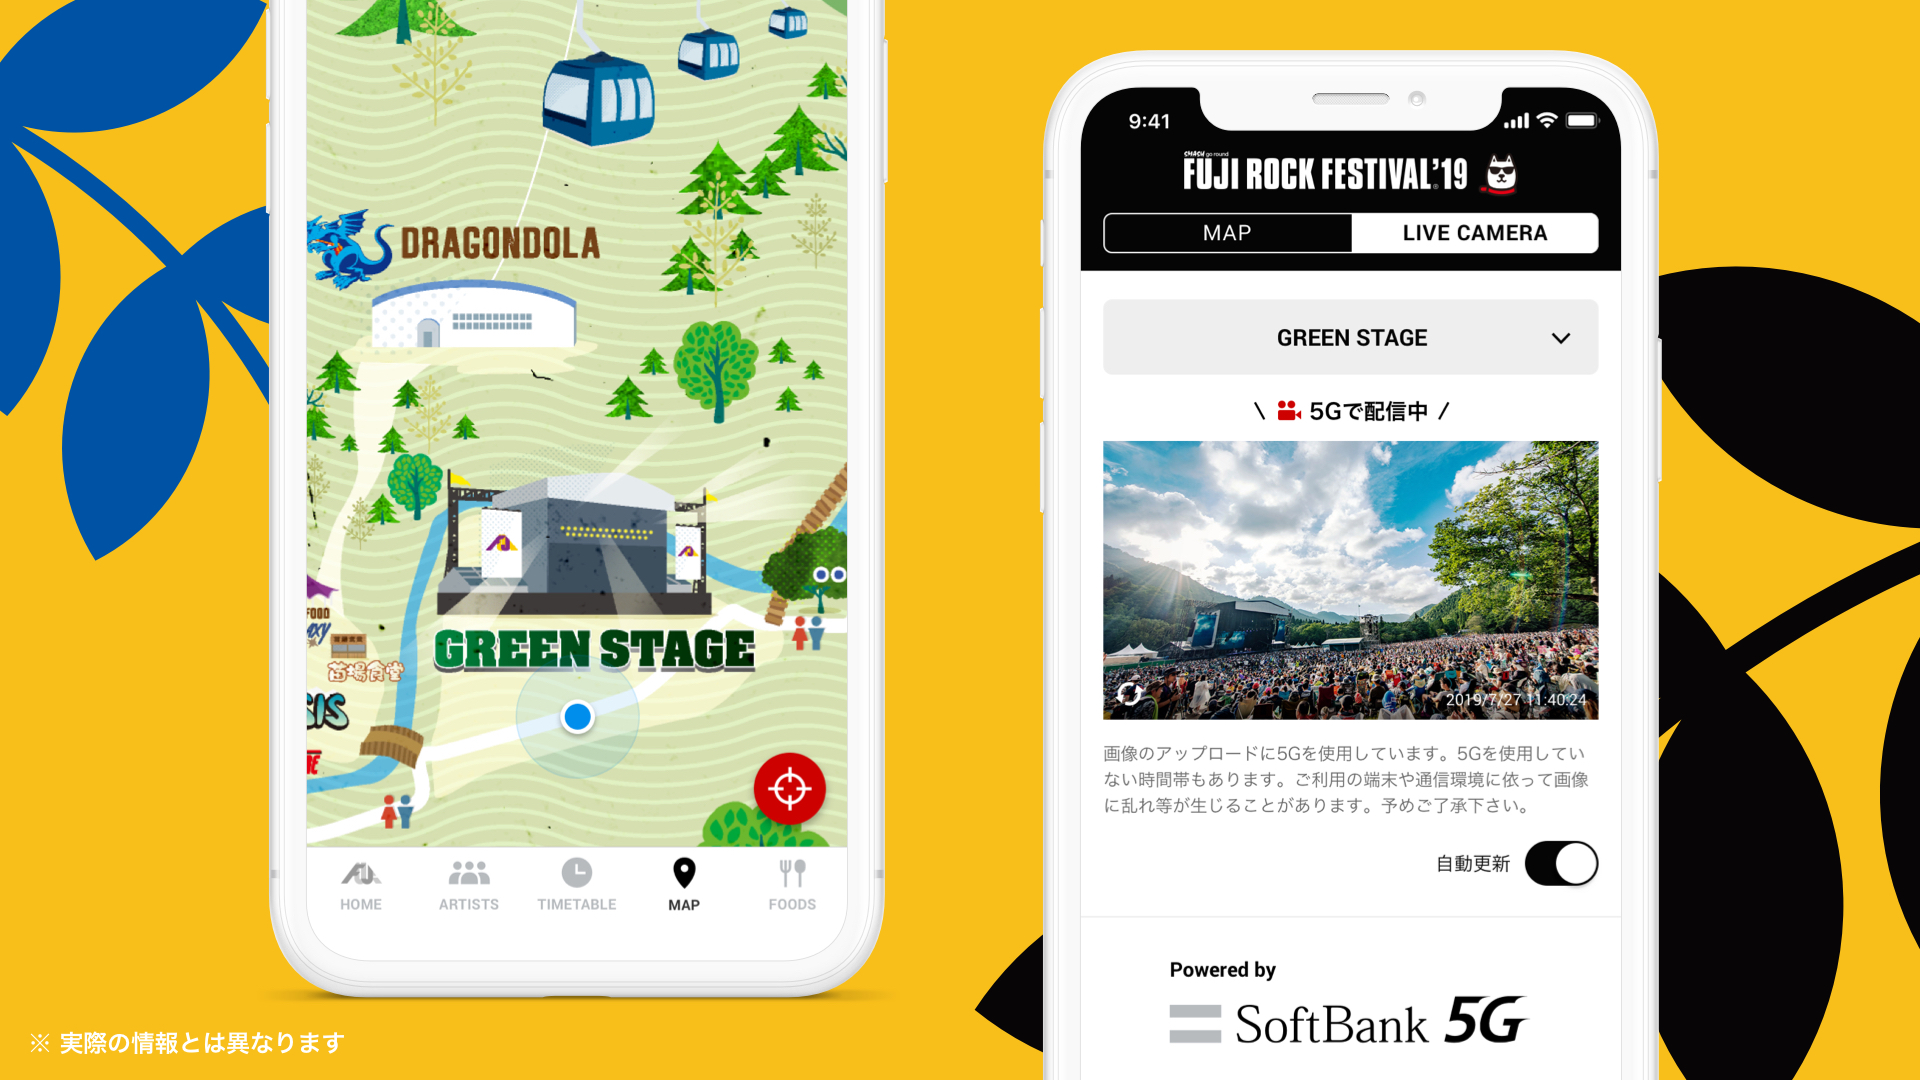 DRAGONDOLA
GREEN STAGE
FOOD
苗場食堂
HOME
ARTISTS
TIMETABLE
MAP
FOODS
※ 実際の情報とは異なります
9:41
SMASH go round
FUJI ROCK FESTIVAL'19
MAP
LIVE CAMERA
GREEN STAGE
\ 5Gで配信中 /
2019/7/27 11:40:24
画像のアップロードに5Gを使用しています。5Gを使用してい
ない時間帯もあります。ご利用の端末や通信環境に依って画像
に乱れ等が生じることがあります。予めご了承下さい。
自動更新
Powered by
SoftBank 5G